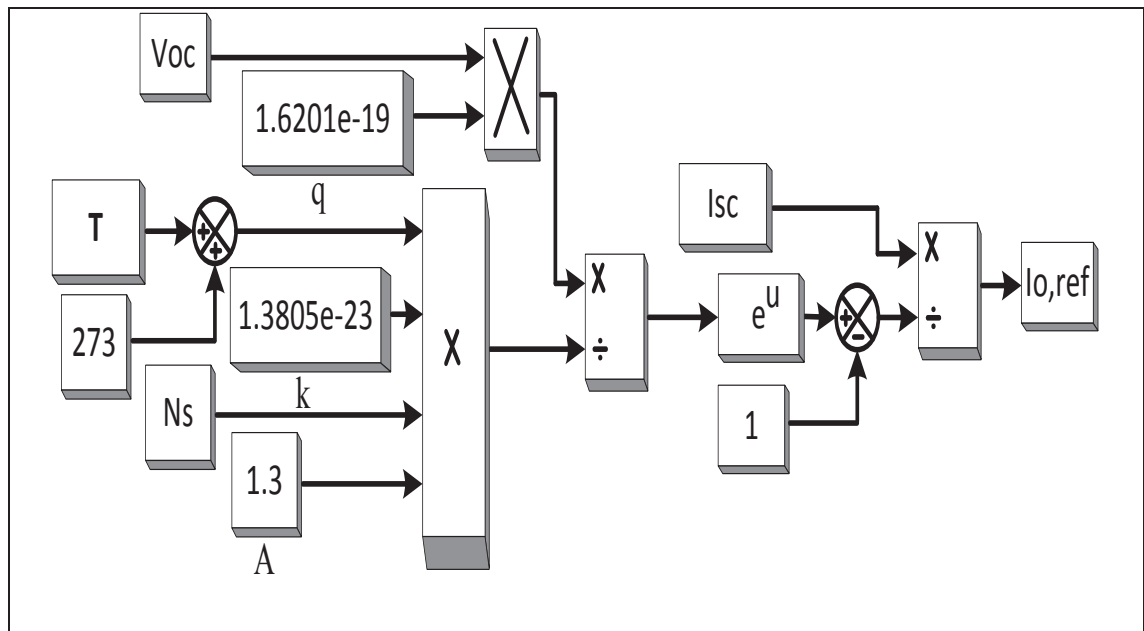 Voc
1.6201e-19
q
T
+
+
273
1.3805e-23
k
Ns
1.3
A
X
X
÷
e^u
Isc
+
-
1
X
÷
Io,ref